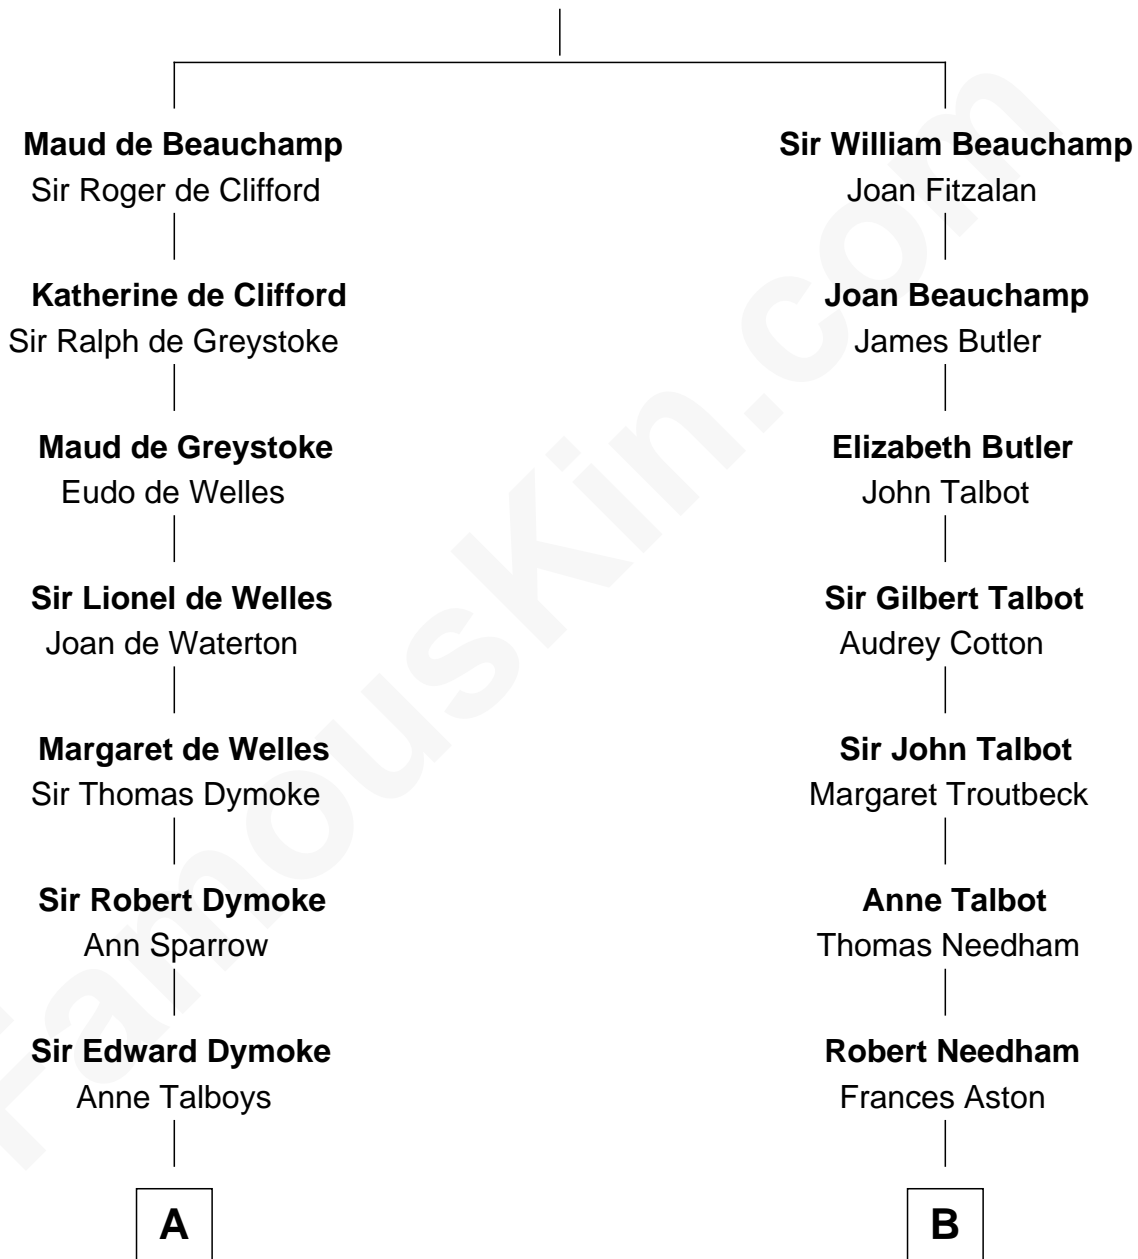 Maud de Beauchamp
Sir Roger de Clifford
Katherine de Clifford
Sir Ralph de Greystoke
Maud de Greystoke
Eudo de Welles
Sir Lionel de Welles
Joan de Waterton
Margaret de Welles
Sir Thomas Dymoke
Sir Robert Dymoke
Ann Sparrow
Sir Edward Dymoke
Anne Talboys
A
Sir William Beauchamp
Joan Fitzalan
Joan Beauchamp
James Butler
Elizabeth Butler
John Talbot
Sir Gilbert Talbot
Audrey Cotton
Sir John Talbot
Margaret Troutbeck
Anne Talbot
Thomas Needham
Robert Needham
Frances Aston
B
FamousKin.com